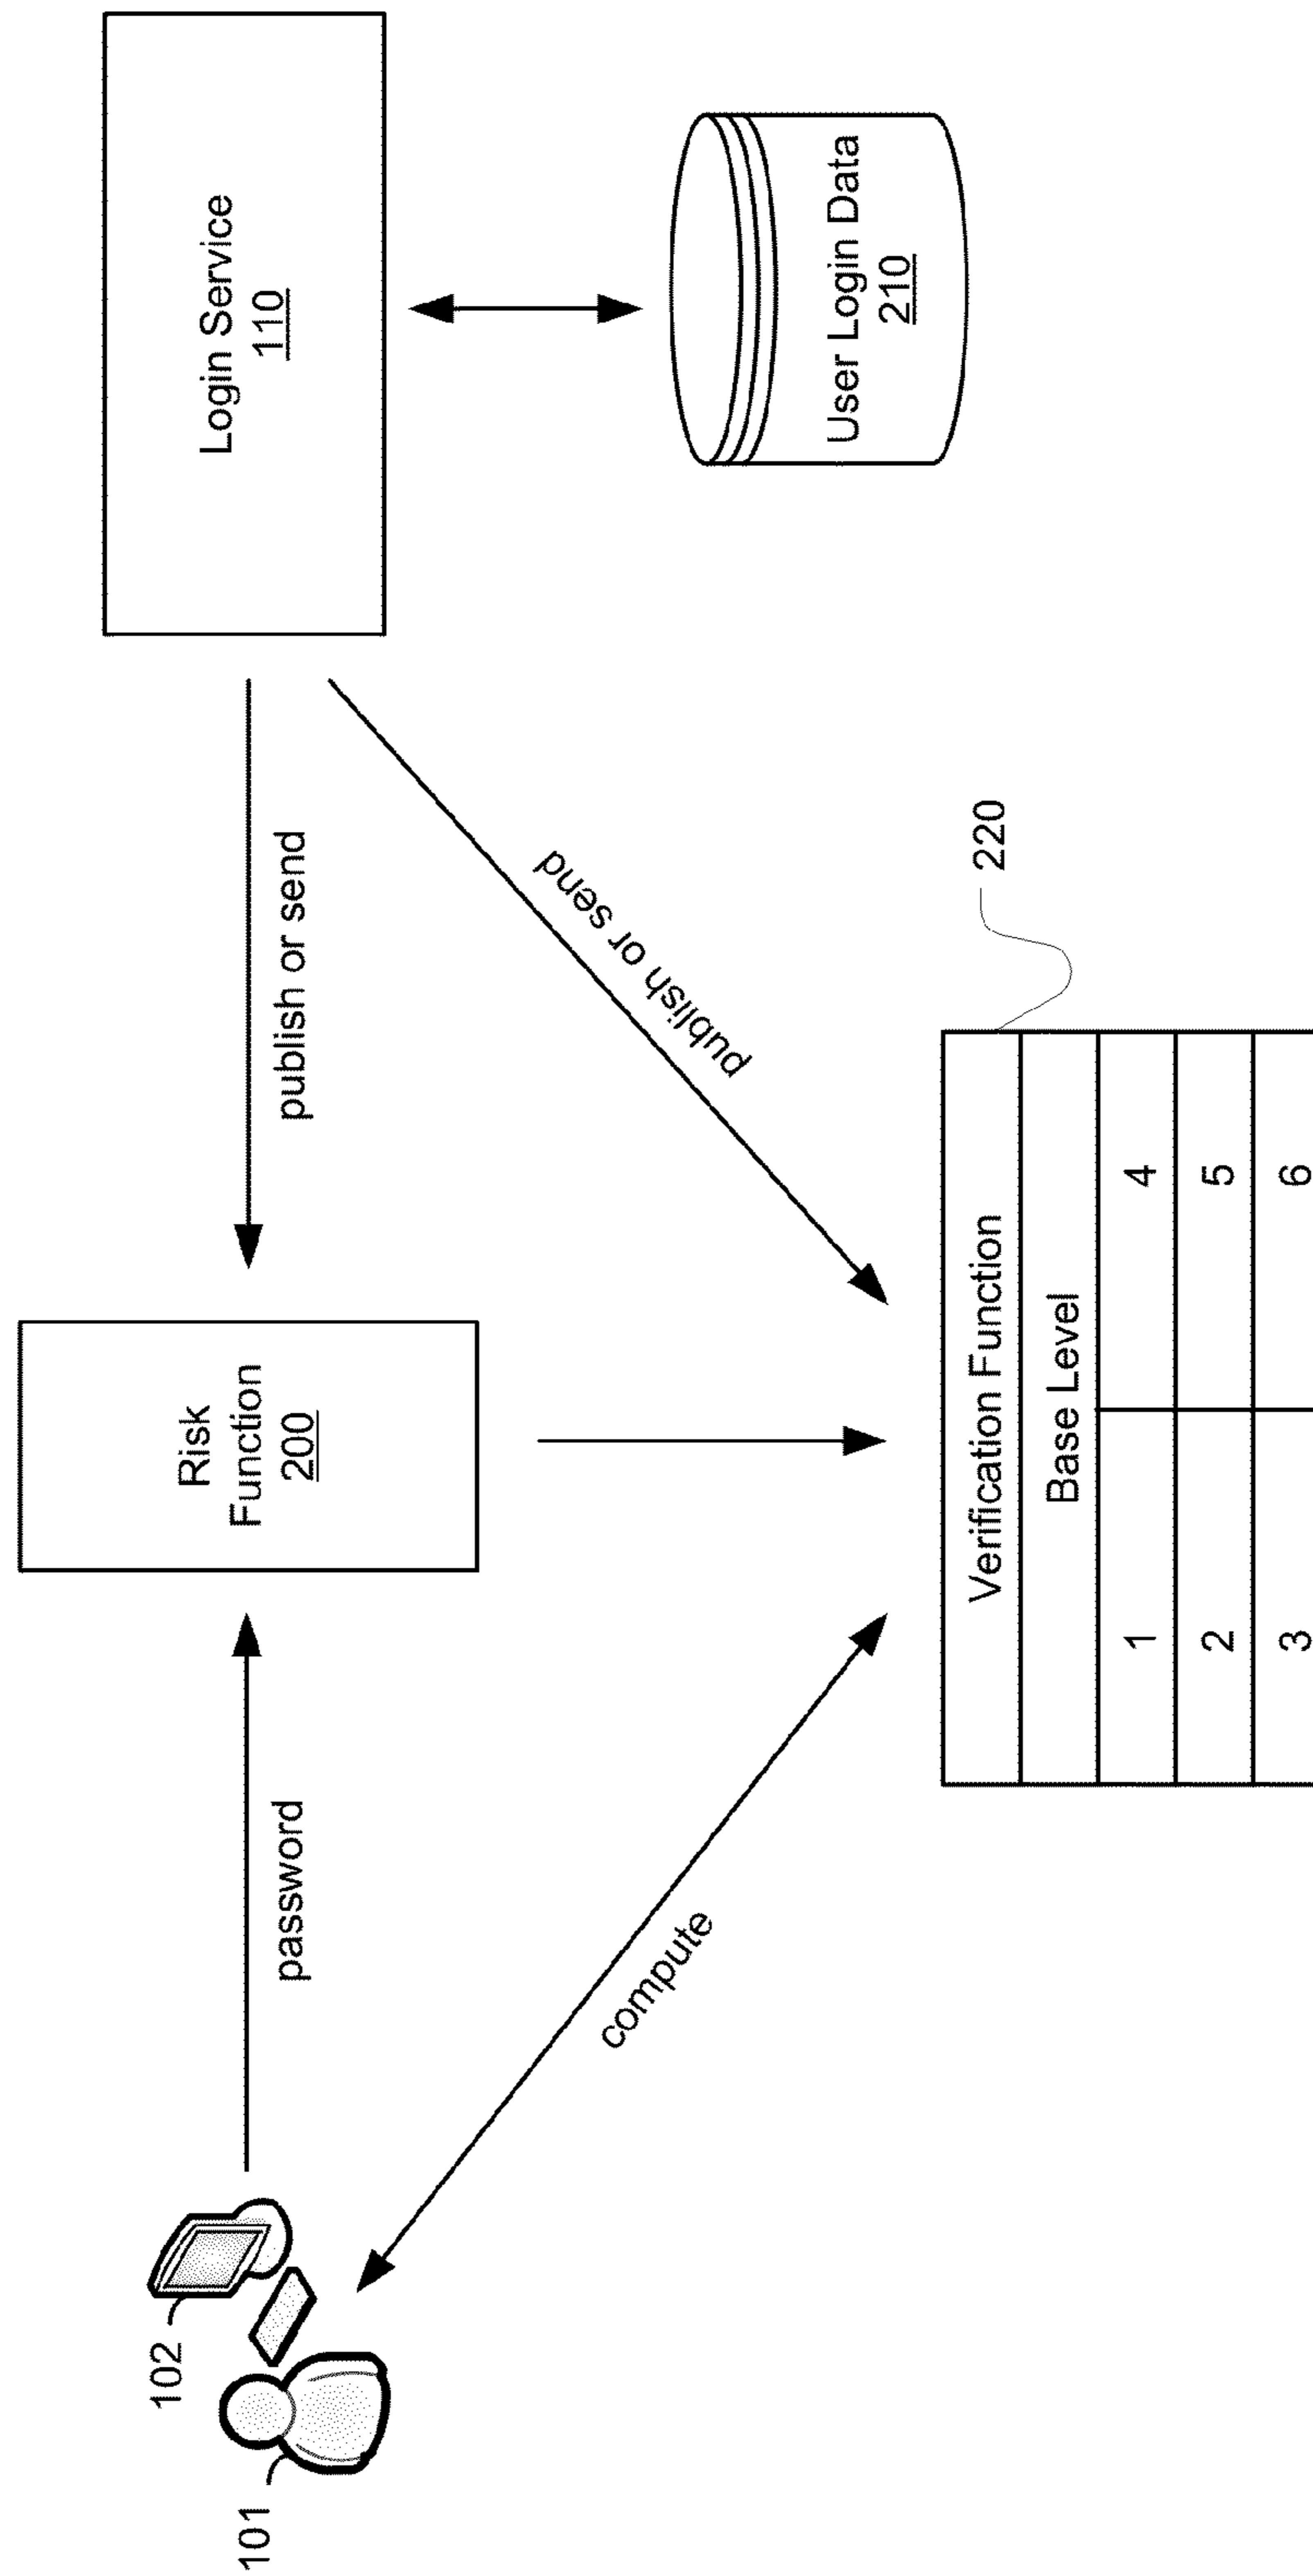 101
102
password
Risk
Function
200
publish or send
Login Service
110
compute
publish or send
User Login Data
210
220
Verification Function
Base Level
1 4
2 5
3 6